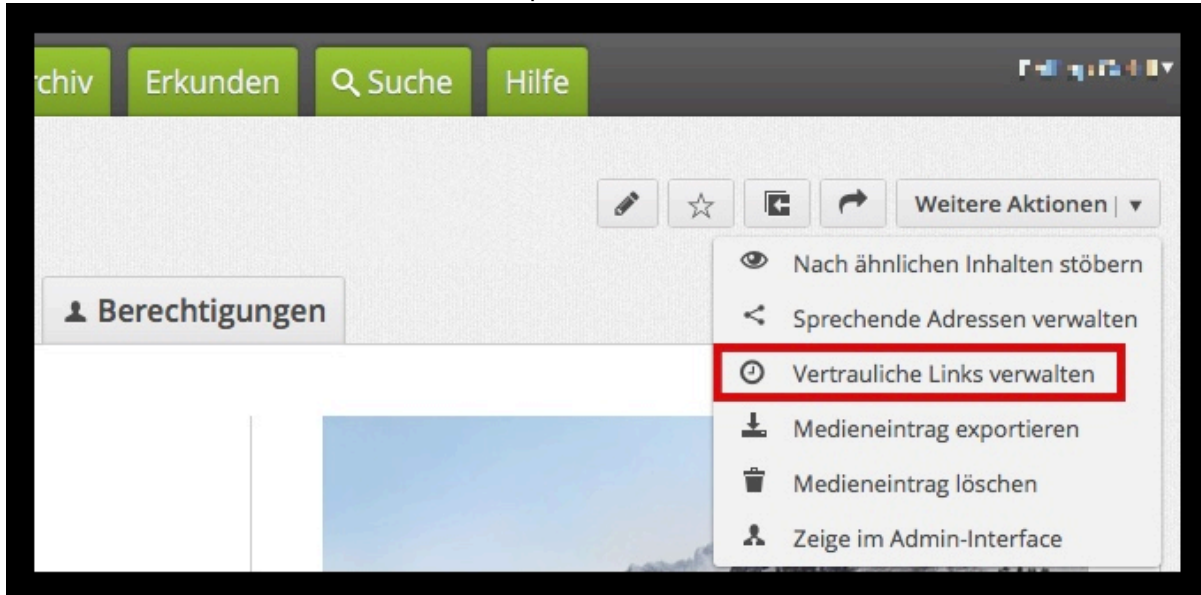 rchiv Erkunden Suche Hilfe
Weitere Aktionen
Nach ähnlichen Inhalten stöbern
Berechtigungen
Sprechende Adressen verwalten
Vertrauliche Links verwalten
Medieneintrag exportieren
Medieneintrag löschen
Zeige im Admin-Interface